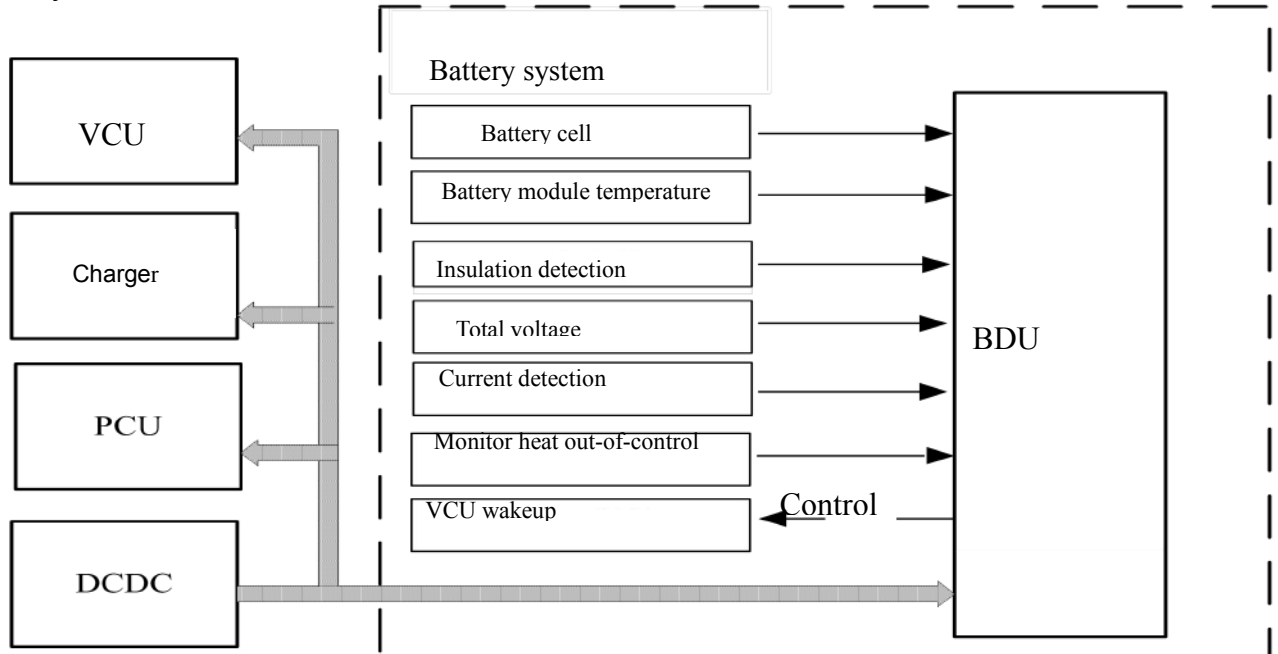 Battery system
VCU
Battery cell
Battery module temperature
Charger
Insulation detection
Total voltage
BDU
Current detection
PCU
Monitor heat out-of-control
VCU wakeup
Control
DCDC